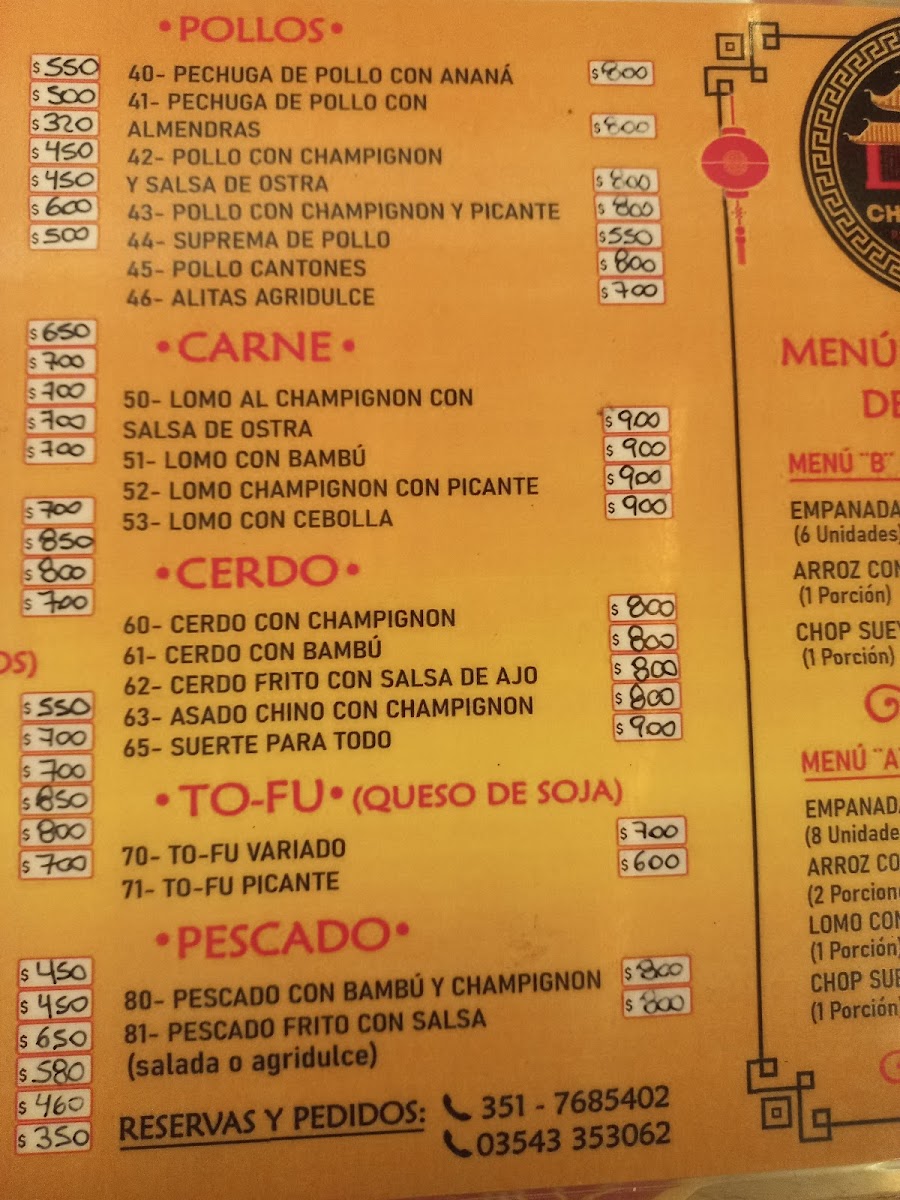 $ 550
$ 500
$ 320
$ 450
$ 450
$ 600
$ 500
$ 650
$ 700
$ 700
$ 700
$ 700
$ 700
$ 850
$ 800
$ 700
OS)
$ 550
$ 700
$ 700
$ 850
$ 800
$ 700
$ 450
$ 450
$ 650
$ 580
$ 460
$ 350
• POLLOS •
40- PECHUGA DE POLLO CON ANANÁ $ 800
41- PECHUGA DE POLLO CON
ALMENDRAS $ 800
42- POLLO CON CHAMPIGNON
Y SALSA DE OSTRA $ 800
43- POLLO CON CHAMPIGNON Y PICANTE $ 800
44- SUPREMA DE POLLO $ 550
45- POLLO CANTONES $ 800
46- ALITAS AGRIDULCE $ 700
• CARNE •
50- LOMO AL CHAMPIGNON CON
SALSA DE OSTRA $ 900
51- LOMO CON BAMBÚ $ 900
52- LOMO CHAMPIGNON CON PICANTE $ 900
53- LOMO CON CEBOLLA $ 900
• CERDO •
60- CERDO CON CHAMPIGNON $ 800
61- CERDO CON BAMBÚ $ 800
62- CERDO FRITO CON SALSA DE AJO $ 800
63- ASADO CHINO CON CHAMPIGNON $ 800
65- SUERTE PARA TODO $ 900
• TO-FU • (QUESO DE SOJA)
70- TO-FU VARIADO $ 700
71- TO-FU PICANTE $ 600
• PESCADO •
80- PESCADO CON BAMBÚ Y CHAMPIGNON $ 800
81- PESCADO FRITO CON SALSA $ 800
(salada o agridulce)
RESERVAS Y PEDIDOS: 351 - 7685402
03543 353062
CH
MENÚ
DE
MENÚ ¨B¨
EMPANADA
(6 Unidades)
ARROZ CON
(1 Porción)
CHOP SUEY
(1 Porción)
MENÚ ¨A¨
EMPANADA
(8 Unidade
ARROZ CO
(2 Porcion
LOMO CON
(1 Porción)
CHOP SUE
(1 Porción)